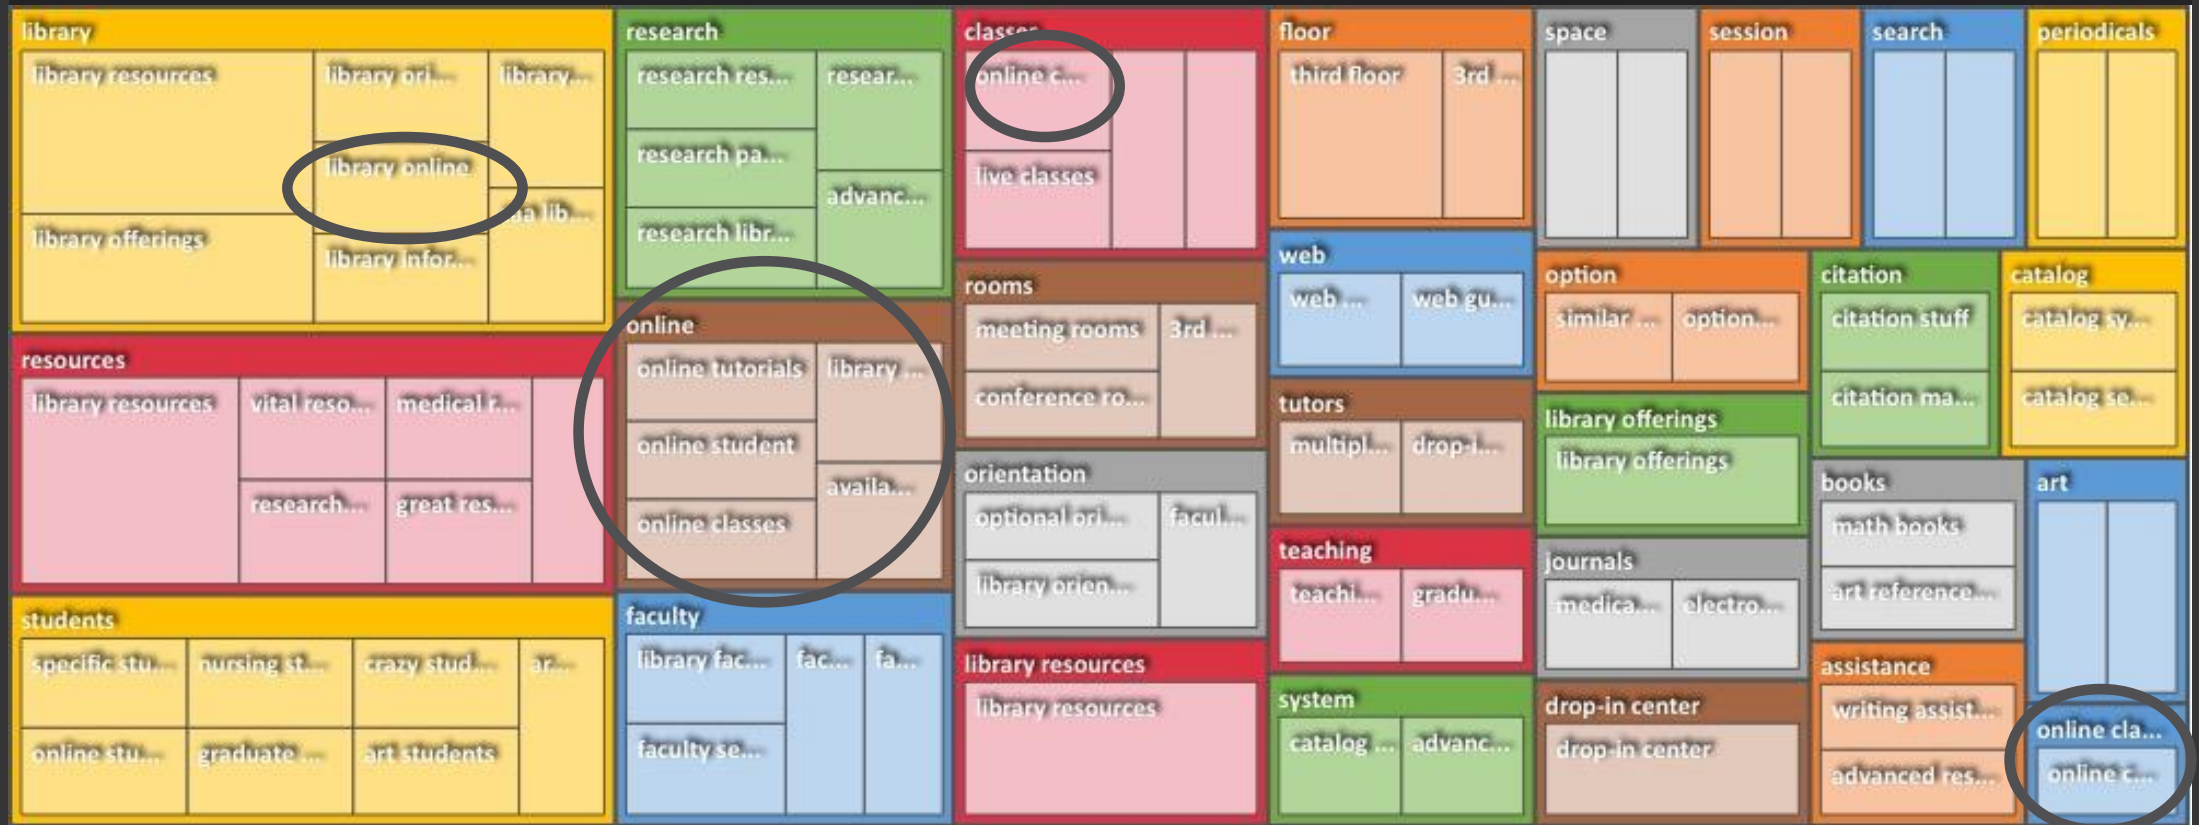 library
library resources
library ori...
library...
library online
aa lib...
library offerings
library infor...
resources
library resources
vital reso...
medical r...
research...
great res...
students
specific stu...
nursing st...
crazy stud...
ar...
online stu...
graduate ...
art students
research
research res...
resear...
research pa...
advanc...
research libr...
online
online tutorials
library ...
online student
availa...
online classes
faculty
library fac...
fac...
fa...
faculty se...
classes
online c...
live classes
rooms
meeting rooms
3rd ...
conference ro...
orientation
optional ori...
facul...
library orien...
library resources
library resources
floor
third floor
3rd ...
web
web ...
web gu...
tutors
multipl...
drop-i...
teaching
teachi...
gradu...
system
catalog ...
advanc...
space
session
search
periodicals
option
similar ...
option...
library offerings
library offerings
journals
medica...
electro...
drop-in center
drop-in center
citation
citation stuff
citation ma...
catalog
catalog sy...
catalog se...
books
math books
art reference...
art
assistance
writing assist...
advanced res...
online cla...
online c...